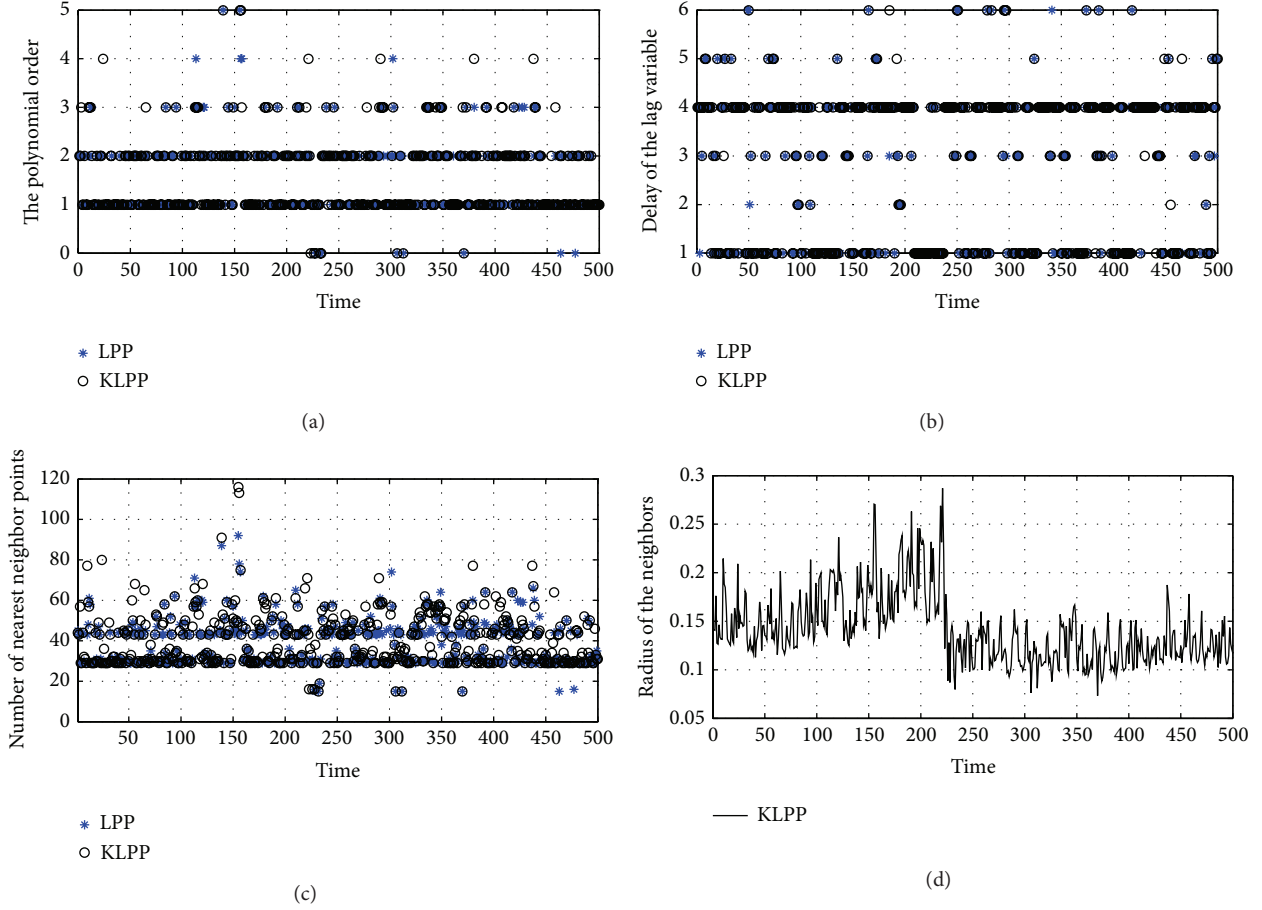 The polynomial order
5
4
3
2
1
0
0 50 100 150 200 250 300 350 400 450 500
Time
LPP
KLPP
(a)
Delay of the lag variable
6
5
4
3
2
1
0 50 100 150 200 250 300 350 400 450 500
Time
LPP
KLPP
(b)
Number of nearest neighbor points
120
100
80
60
40
20
0
50 100 150 200 250 300 350 400 450 500
Time
LPP
KLPP
(c)
Radius of the neighbors
0.3
0.25
0.2
0.15
0.1
0.05
0 50 100 150 200 250 300 350 400 450 500
Time
KLPP
(d)